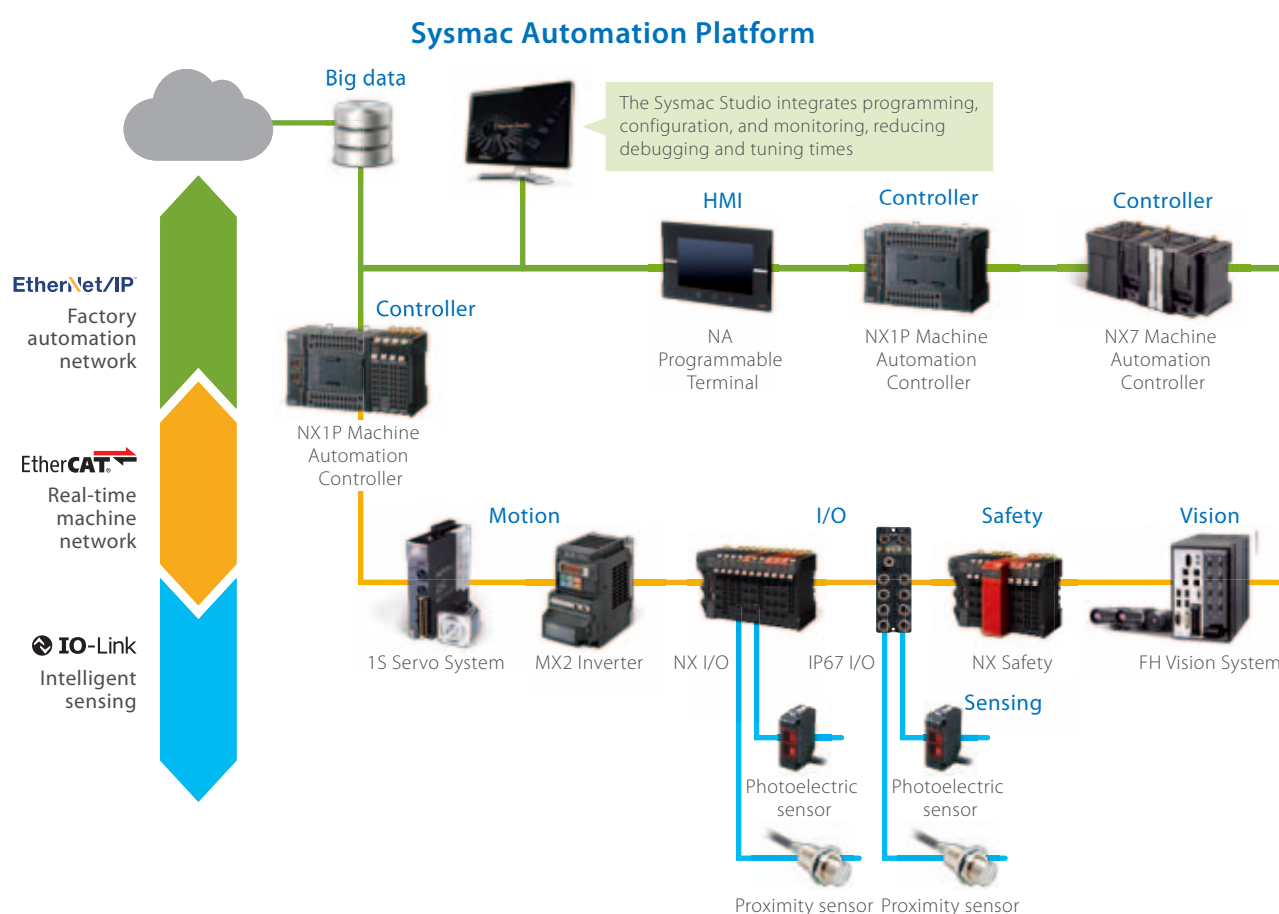 Sysmac Automation Platform
Big data
The Sysmac Studio integrates programming,
configuration, and monitoring, reducing
debugging and tuning times
HMI
Controller
Controller
EtherNet/IP
Factory
automation
network
Controller
NA
Programmable
Terminal
NX1P Machine
Automation
Controller
NX7 Machine
Automation
Controller
NX1P Machine
Automation
Controller
EtherCAT®
Real-time
machine
network
Motion
I/O
Safety
Vision
IO-Link
Intelligent
sensing
1S Servo System
MX2 Inverter
NX I/O
IP67 I/O
NX Safety
FH Vision System
Sensing
Photoelectric
sensor
Photoelectric
sensor
Proximity sensor
Proximity sensor